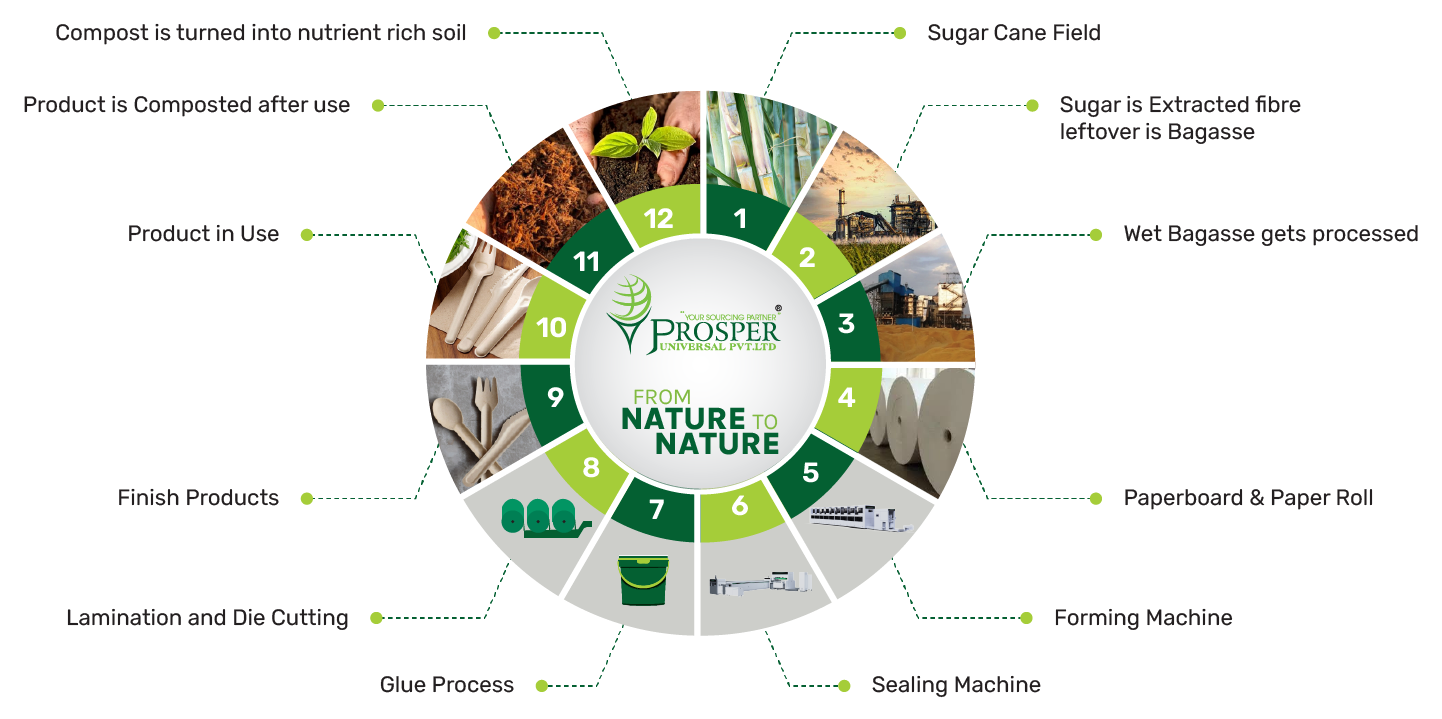 Compost is turned into nutrient rich soil
Sugar Cane Field
Product is Composted after use
Sugar is Extracted fibre
leftover is Bagasse
Product in Use
Wet Bagasse gets processed
12
1
11
2
10
3
9
4
8
5
7
6
"YOUR SOURCING PARTNER"
®
PROSPER
UNIVERSAL PVT.LTD
FROM
NATURE TO
NATURE
Finish Products
Paperboard & Paper Roll
Lamination and Die Cutting
Forming Machine
Glue Process
Sealing Machine